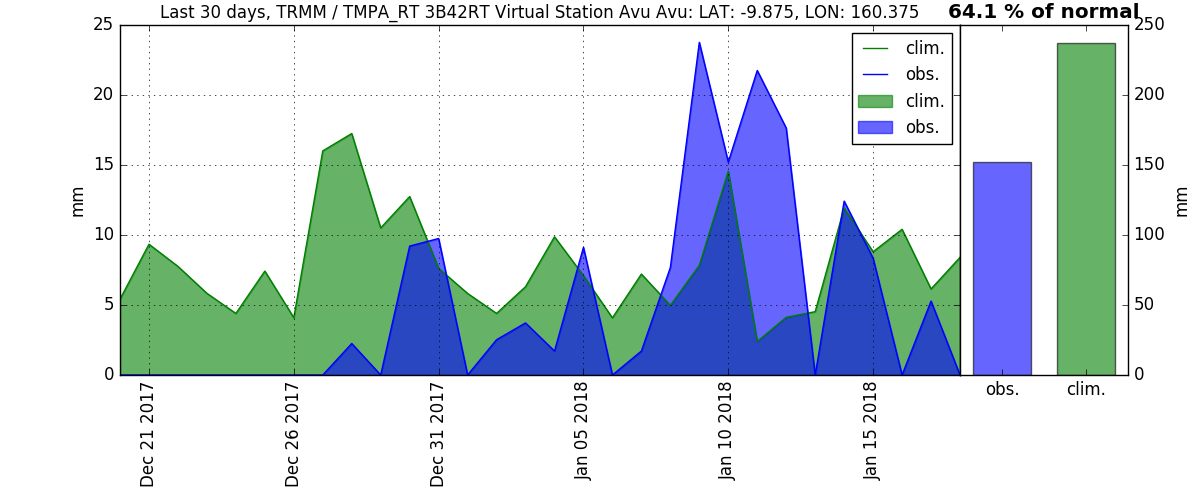 Last 30 days, TRMM / TMPA_RT 3B42RT Virtual Station Avu Avu: LAT: -9.875, LON: 160.375
64.1 % of normal
25
20
15
10
5
0
mm
clim.
obs.
clim.
obs.
250
200
150
100
50
0
mm
Dec 21 2017
Dec 26 2017
Dec 31 2017
Jan 05 2018
Jan 10 2018
Jan 15 2018
obs.
clim.